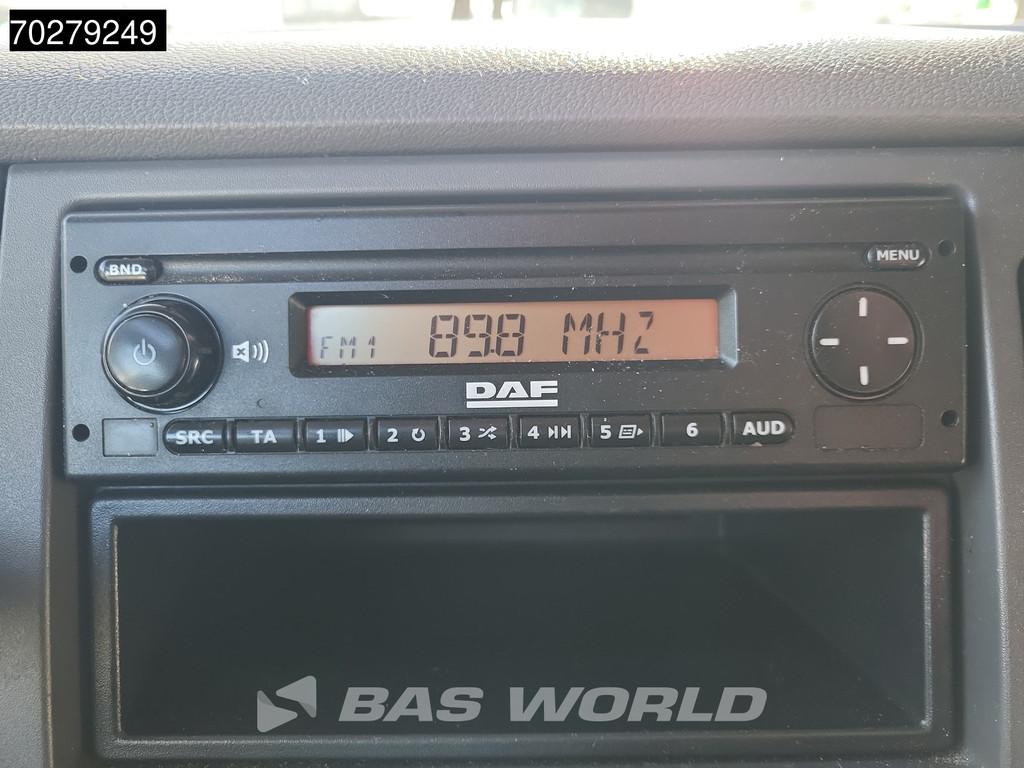 70279249
BND
MENU
FM1 89.8 MHZ
DAF
SRC TA 1 2 3 4 5 6 AUD
BAS WORLD